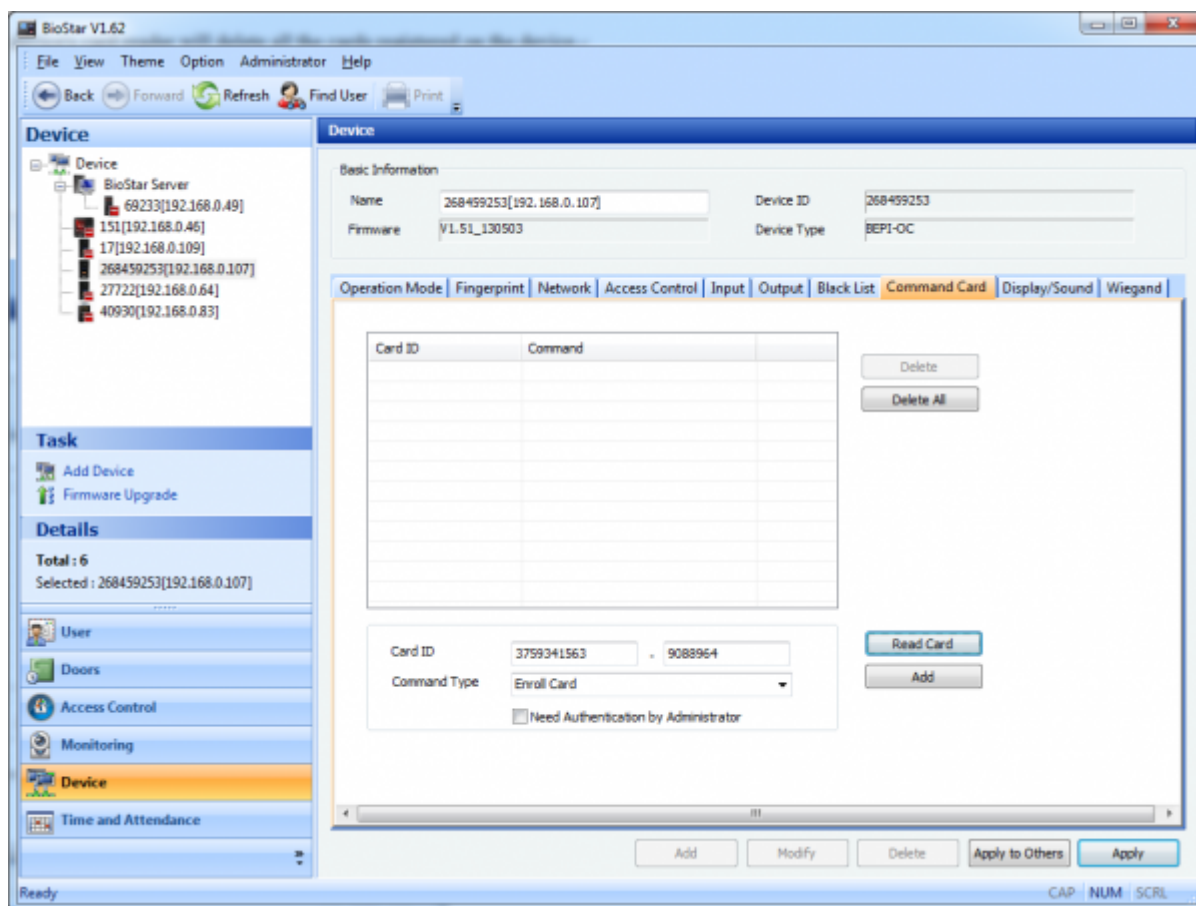 BioStar V1.62
File View Theme Option Administrator Help
Back Forward Refresh Find User Print
Device
Device
BioStar Server
69233[192.168.0.49]
151[192.168.0.46]
17[192.168.0.109]
268459253[192.168.0.107]
27722[192.168.0.64]
40930[192.168.0.83]
Task
Add Device
Firmware Upgrade
Details
Total : 6
Selected : 268459253[192.168.0.107]
User
Doors
Access Control
Monitoring
Device
Time and Attendance
Device
Basic Information
Name 268459253[192.168.0.107] Device ID 268459253
Firmware V1.51_130503 Device Type BEPI-OC
Operation Mode Fingerprint Network Access Control Input Output Black List Command Card Display/Sound Wiegand
Card ID Command
Delete
Delete All
Card ID 3759341563 - 9088964 Read Card
Command Type Enroll Card Add
Need Authentication by Administrator
Add Modify Delete Apply to Others Apply
Ready CAP NUM SCRL